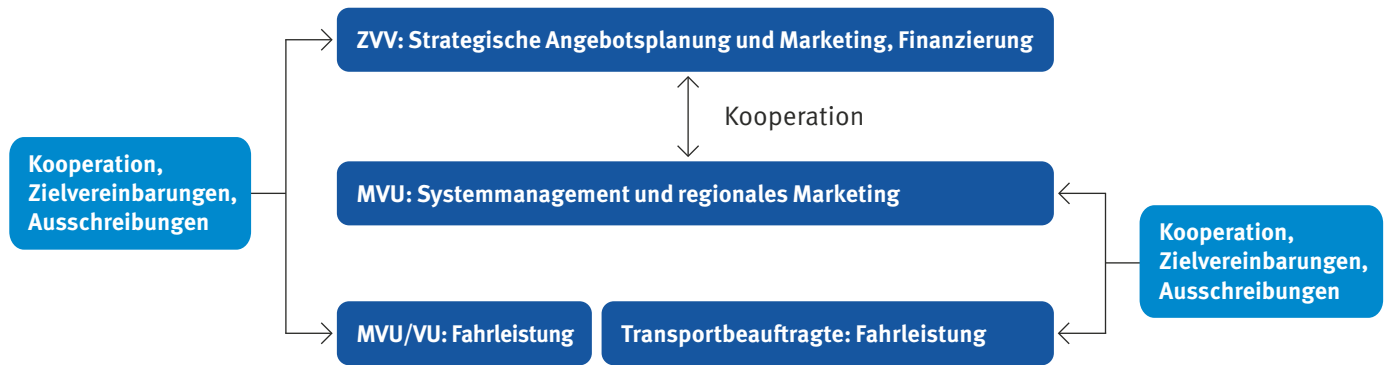 ZVV: Strategische Angebotsplanung und Marketing, Finanzierung
Kooperation
Kooperation,
Zielvereinbarungen,
Ausschreibungen
MVU: Systemmanagement und regionales Marketing
Kooperation,
Zielvereinbarungen,
Ausschreibungen
MVU/VU: Fahrleistung
Transportbeauftragte: Fahrleistung